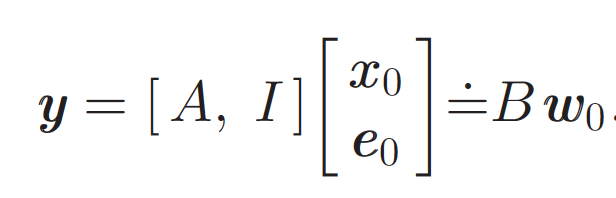 y = [ A, I ] [ x₀ e₀ ] ≐ B w₀.